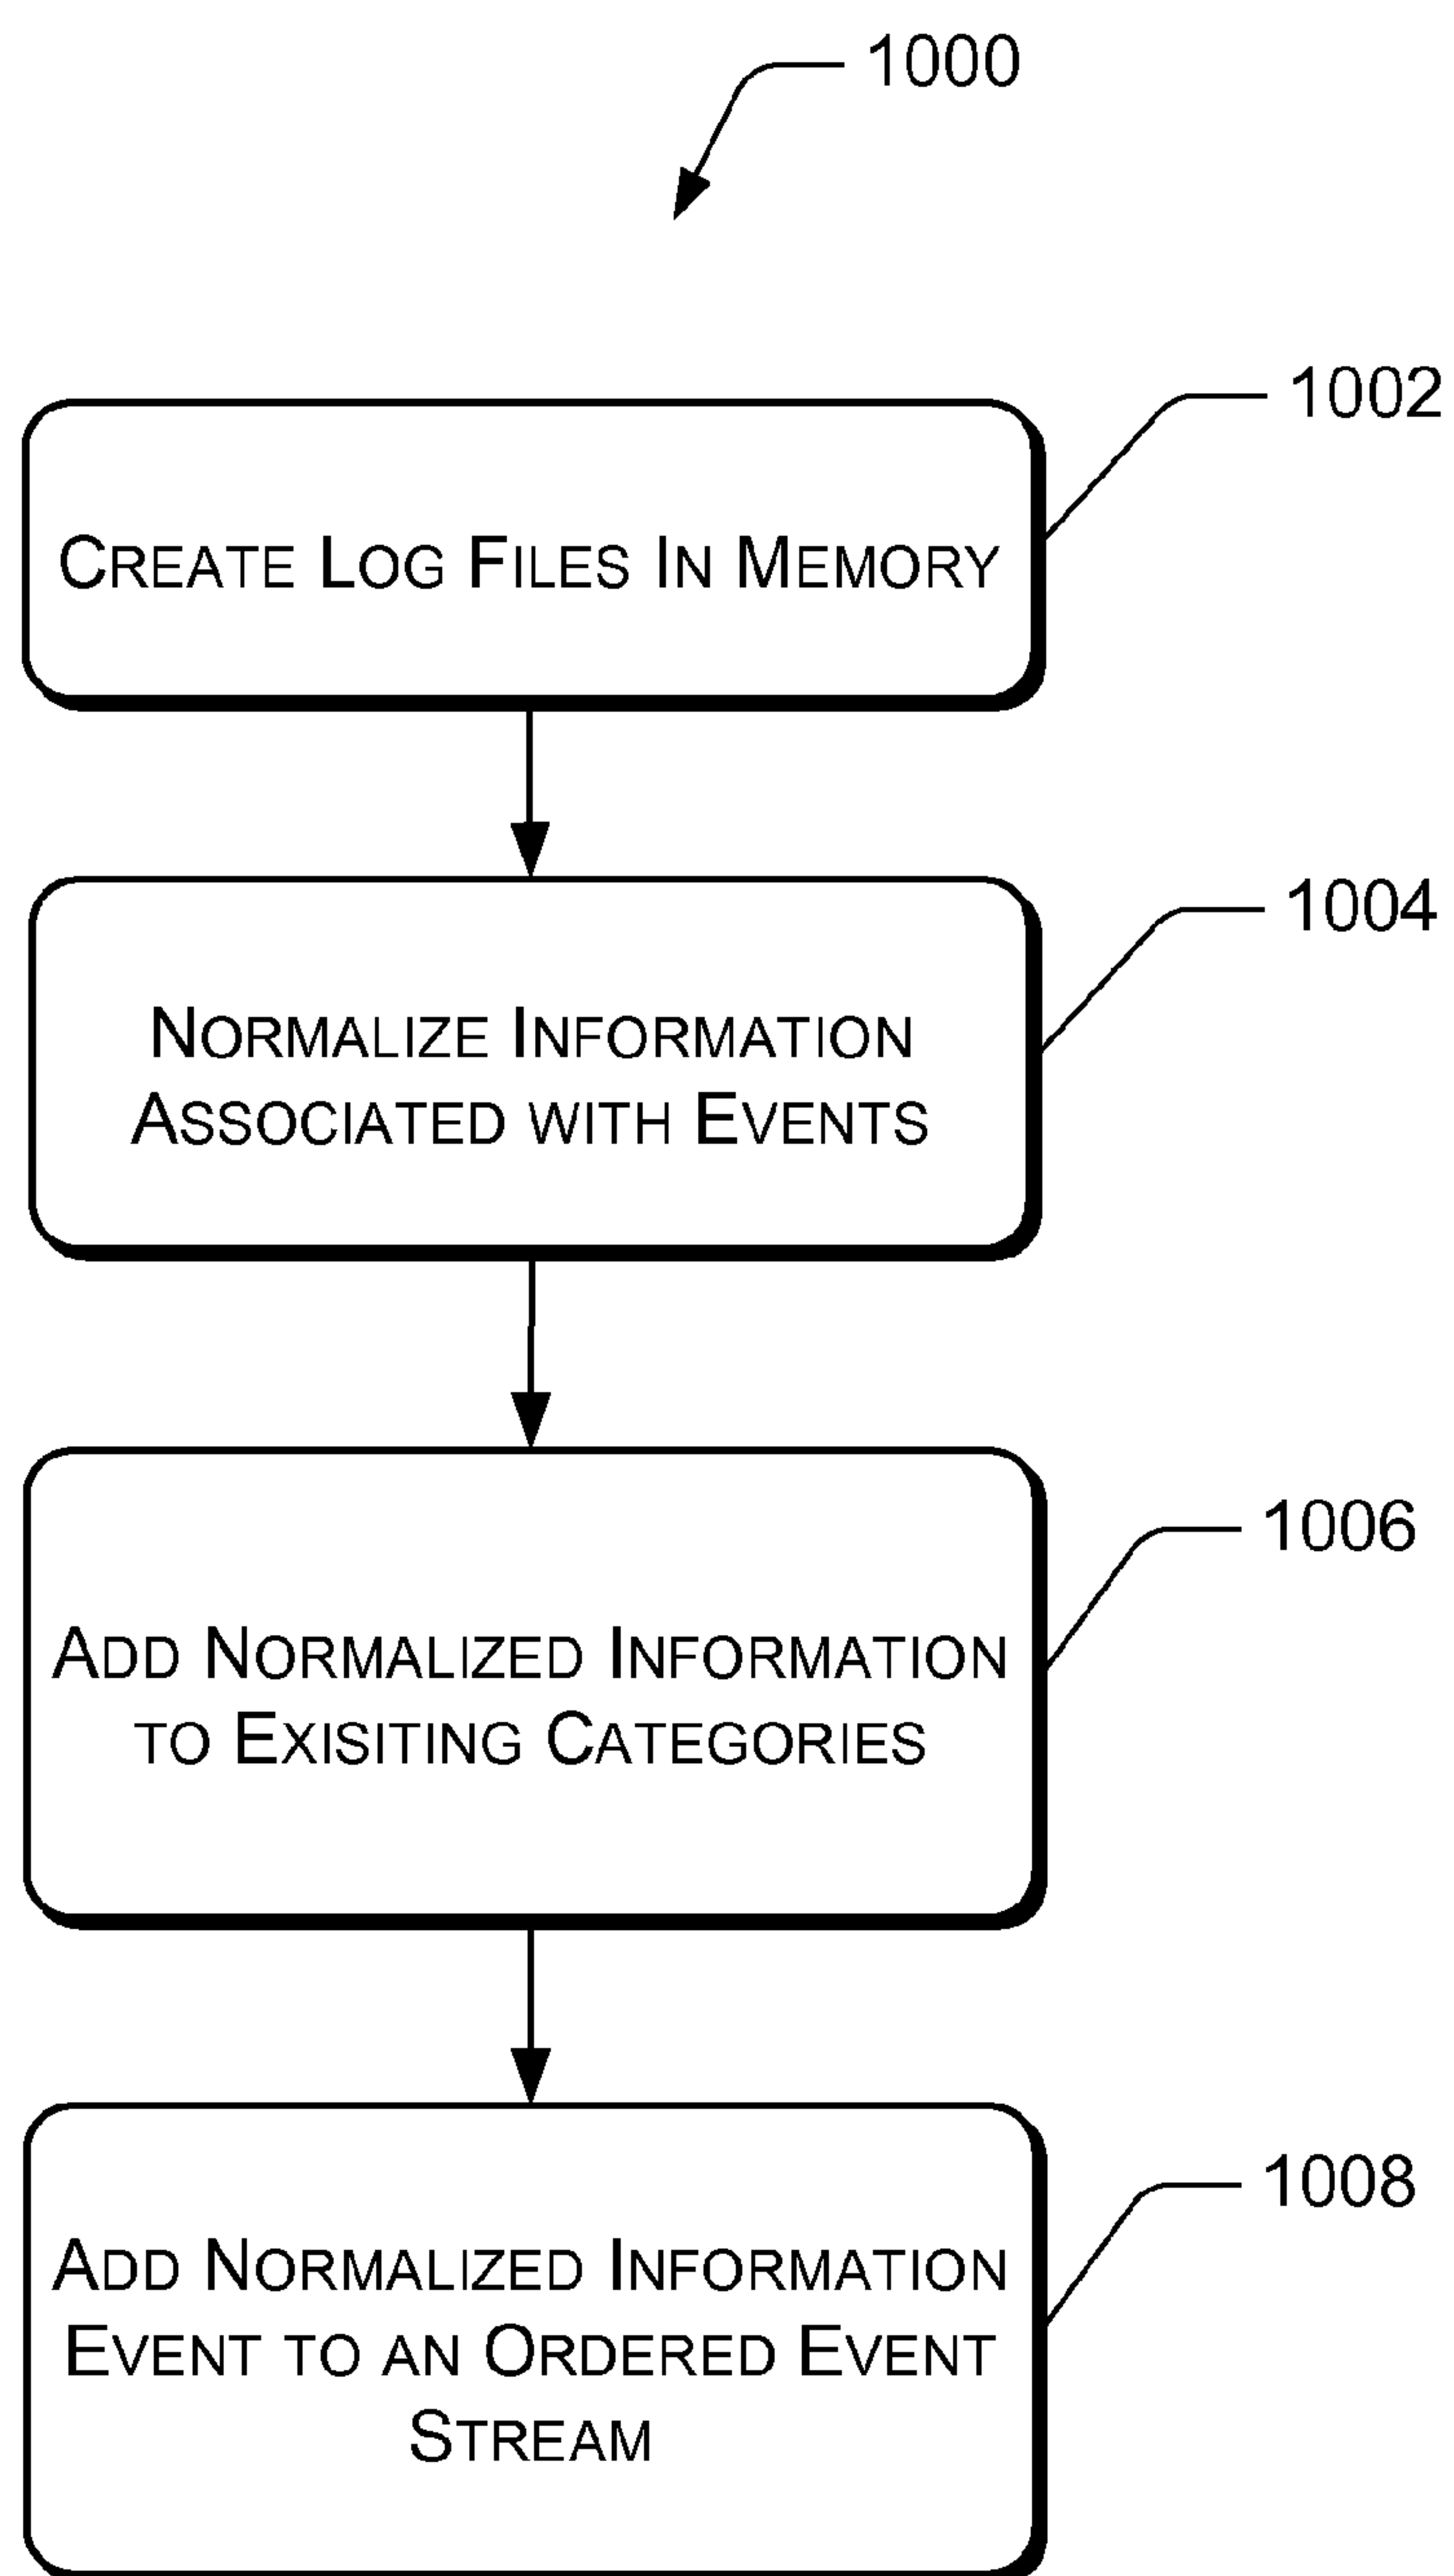 1000
1002
CREATE LOG FILES IN MEMORY
1004
NORMALIZE INFORMATION
ASSOCIATED WITH EVENTS
1006
ADD NORMALIZED INFORMATION
TO EXISITING CATEGORIES
1008
ADD NORMALIZED INFORMATION
EVENT TO AN ORDERED EVENT
STREAM